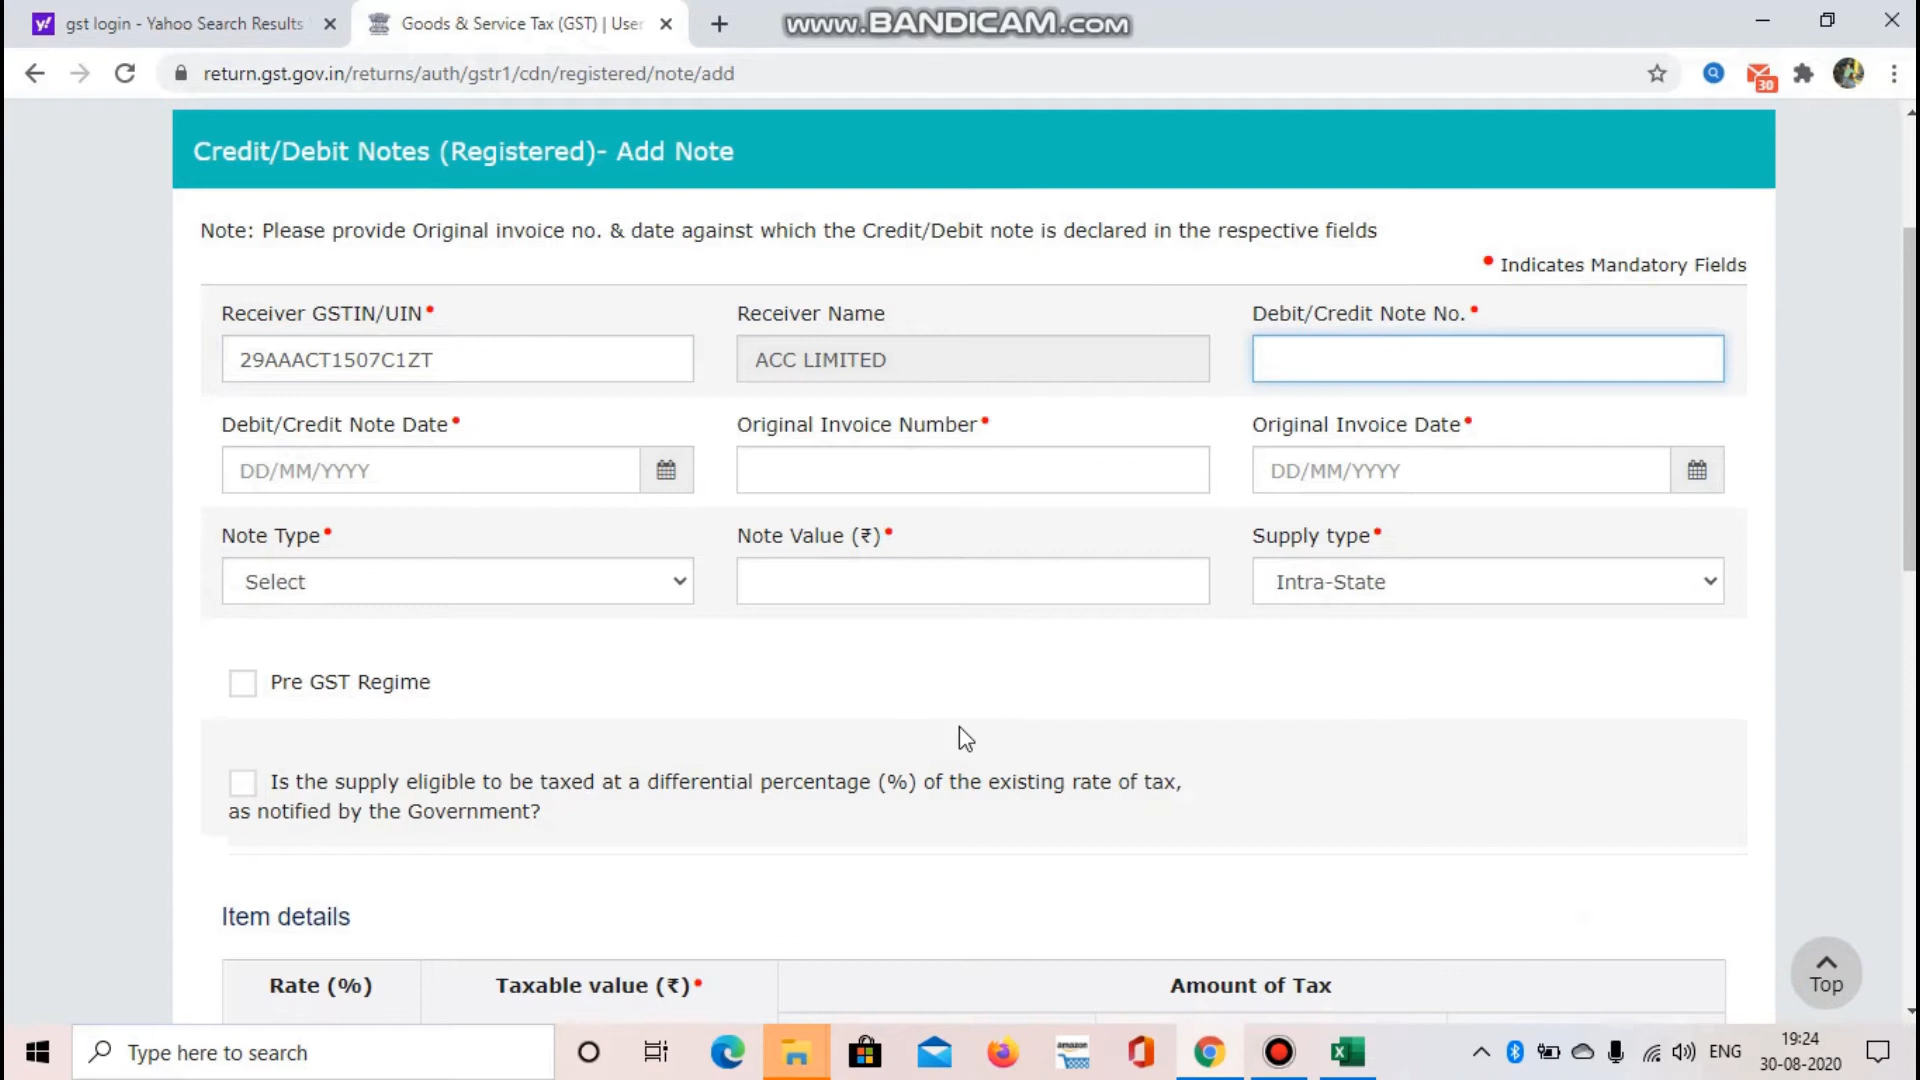 gst login - Yahoo Search Results
Goods & Service Tax (GST) | User
www.BANDICAM.com
return.gst.gov.in/returns/auth/gstr1/cdn/registered/note/add
30
Credit/Debit Notes (Registered)- Add Note
Note: Please provide Original invoice no. & date against which the Credit/Debit note is declared in the respective fields
• Indicates Mandatory Fields
Receiver GSTIN/UIN• Receiver Name Debit/Credit Note No.•
29AAACT1507C1ZT ACC LIMITED
Debit/Credit Note Date• Original Invoice Number• Original Invoice Date•
DD/MM/YYYY DD/MM/YYYY
Note Type• Note Value (₹)• Supply type•
Select Intra-State
Pre GST Regime
Is the supply eligible to be taxed at a differential percentage (%) of the existing rate of tax,
as notified by the Government?
Item details
Rate (%) Taxable value (₹)• Amount of Tax
Top
Type here to search
amazon
ENG
19:24
30-08-2020